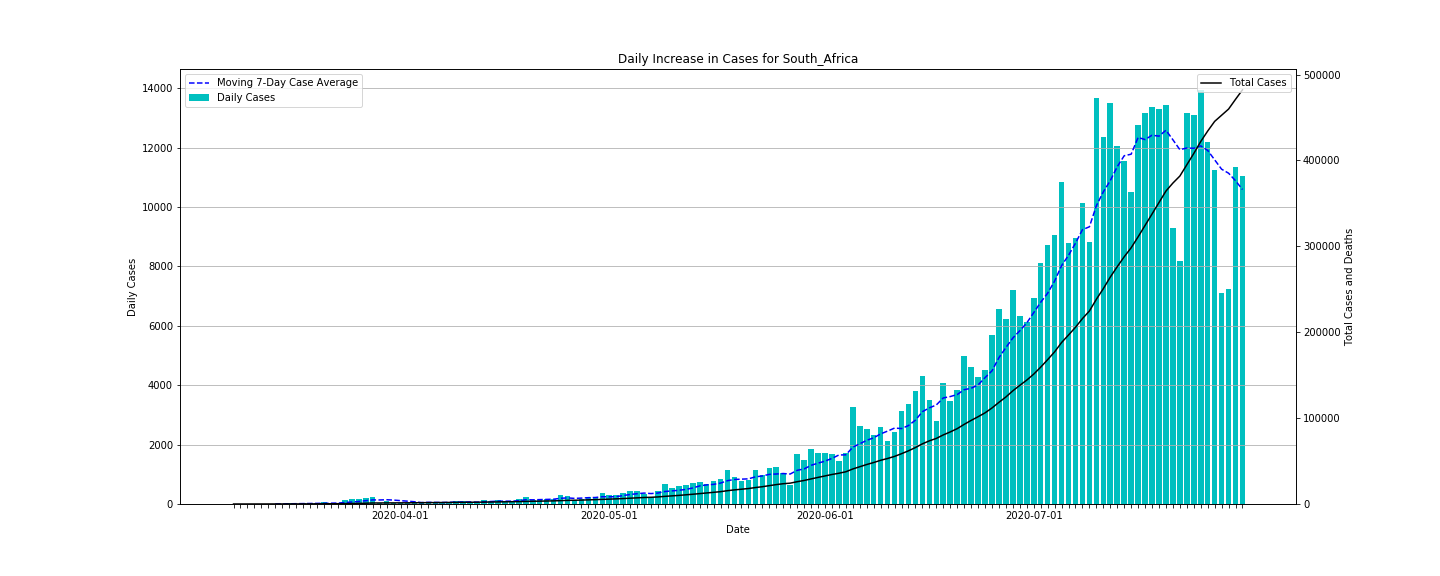 Daily Increase in Cases for South_Africa
Moving 7-Day Case Average
Daily Cases
Total Cases
14000
12000
10000
8000
6000
4000
2000
0
Daily Cases
500000
400000
300000
200000
100000
0
Total Cases and Deaths
2020-04-01
2020-05-01
2020-06-01
2020-07-01
Date